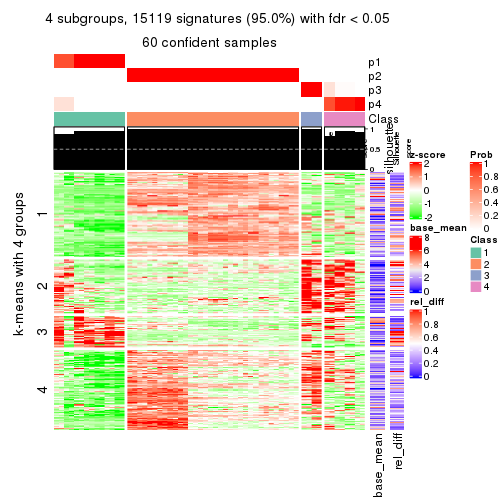 4 subgroups, 15119 signatures (95.0%) with fdr < 0.05
60 confident samples
p1
p2
p3
p4
Class
1
0.5
0
silhouette
Silhouette
score
k-means with 4 groups
1
2
3
4
base_mean
rel_diff
z-score
2
1
0
-1
-2
base_mean
8
6
4
2
0
rel_diff
1
0.8
0.6
0.4
0.2
0
Prob
1
0.8
0.6
0.4
0.2
0
Class
1
2
3
4